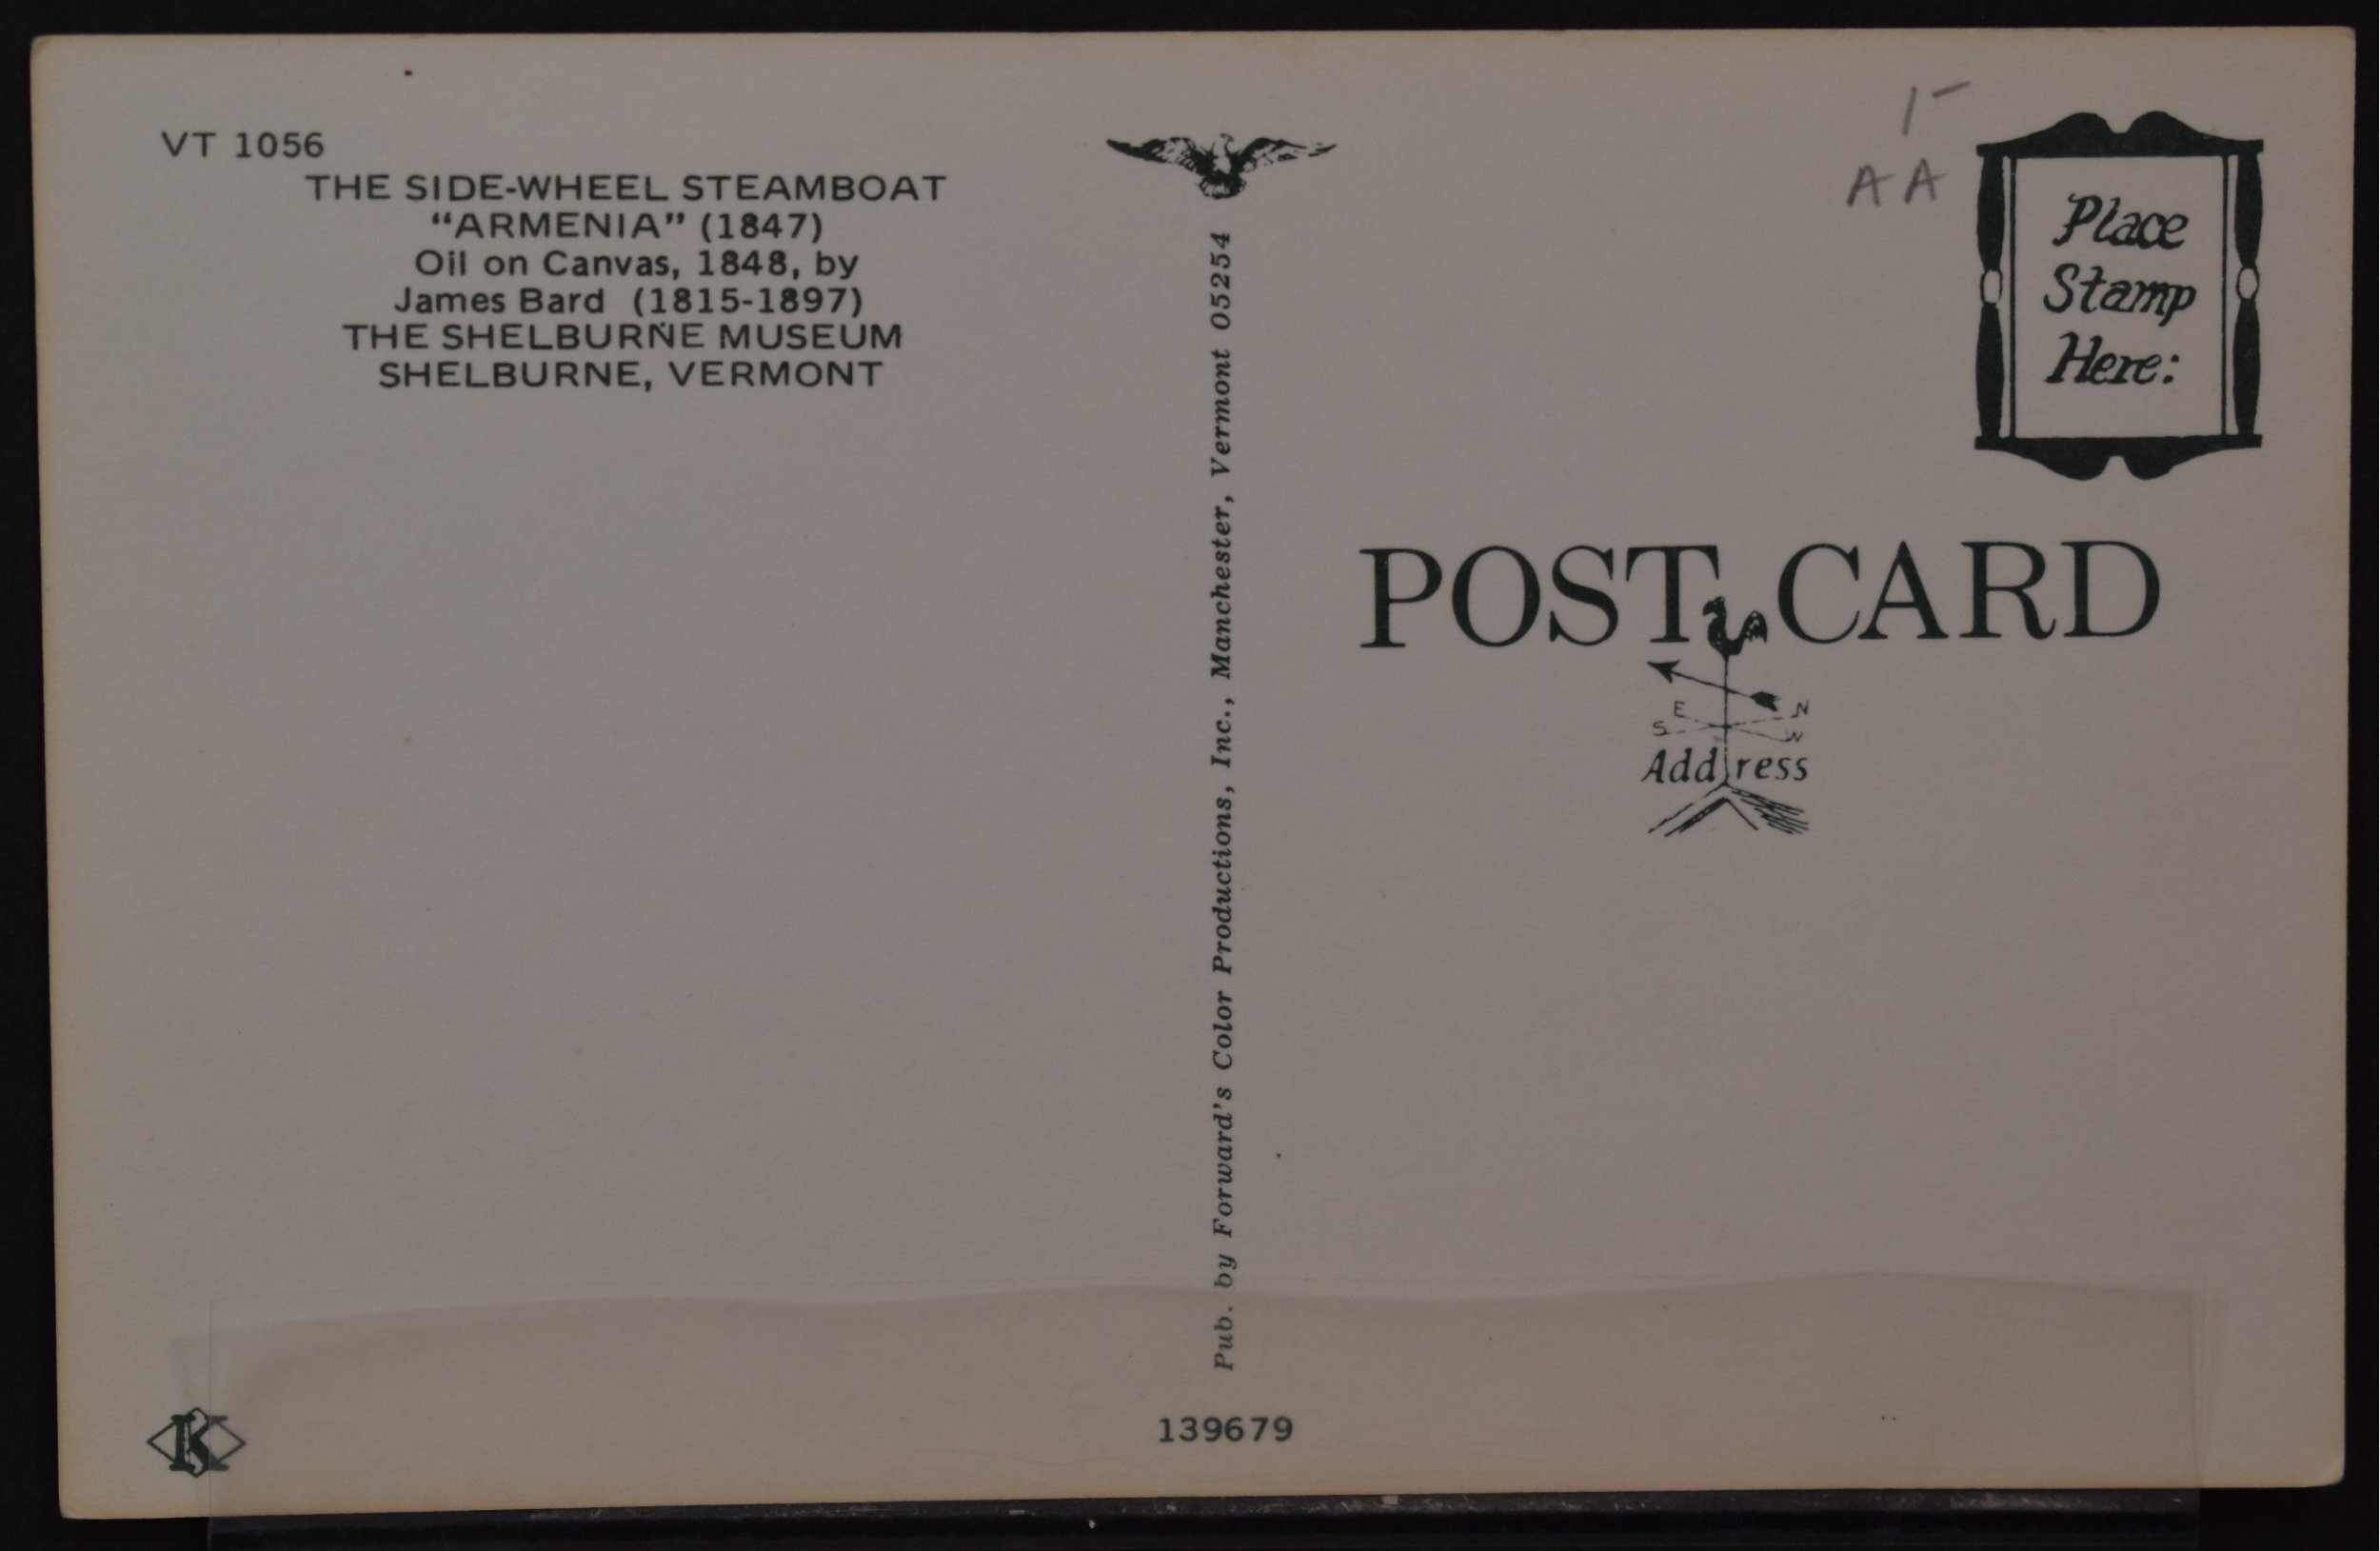 VT 1056
THE SIDE-WHEEL STEAMBOAT
“ARMENIA” (1847)
Oil on Canvas, 1848, by
James Bard (1815-1897)
THE SHELBURNE MUSEUM
SHELBURNE, VERMONT
K
Pub. by Forward's Color Productions, Inc., Manchester, Vermont 05254
139679
1-
AA
Place
Stamp
Here:
POST CARD
E N
S W
Address